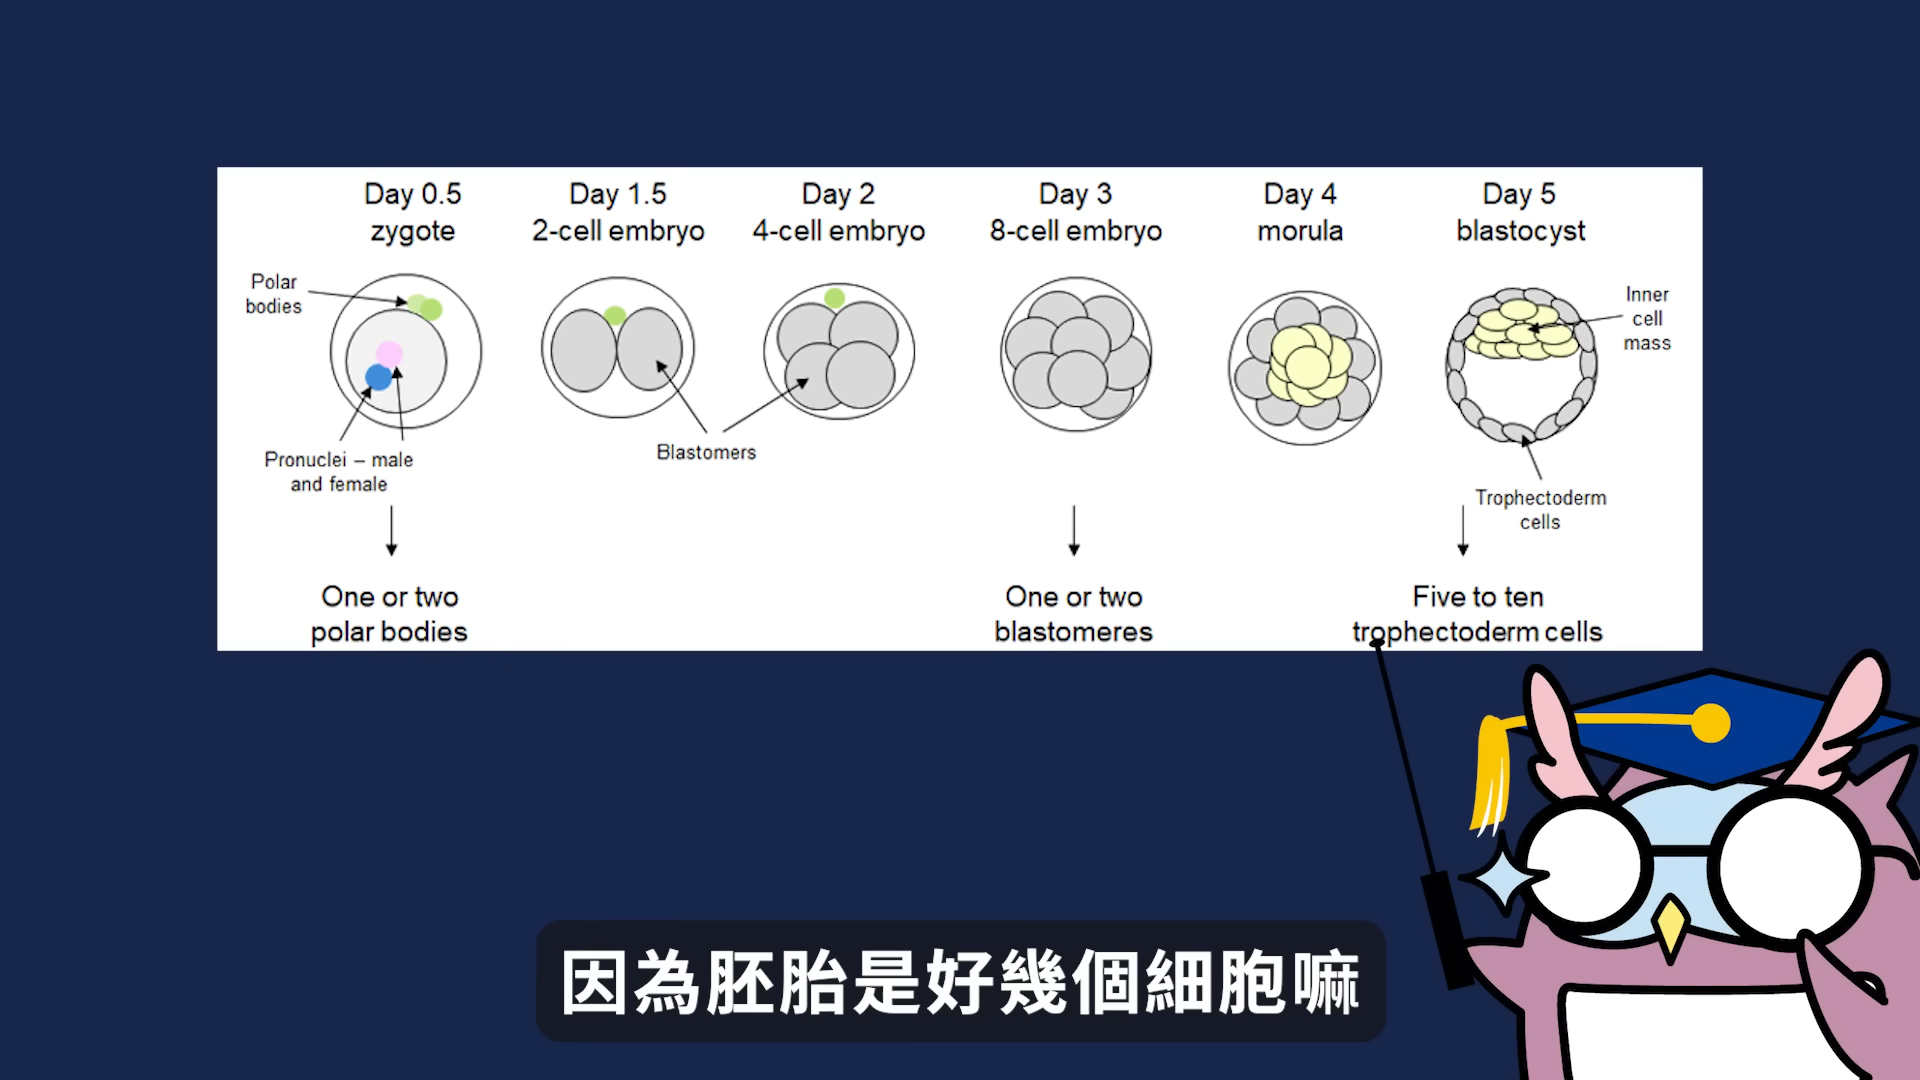 Day 0.5
zygote
Day 1.5
2-cell embryo
Day 2
4-cell embryo
Day 3
8-cell embryo
Day 4
morula
Day 5
blastocyst
Polar
bodies
Inner
cell
mass
Pronuclei – male
and female
Blastomers
Trophectoderm
cells
One or two
polar bodies
One or two
blastomeres
Five to ten
trophectoderm cells
因為胚胎是好幾個細胞嘛